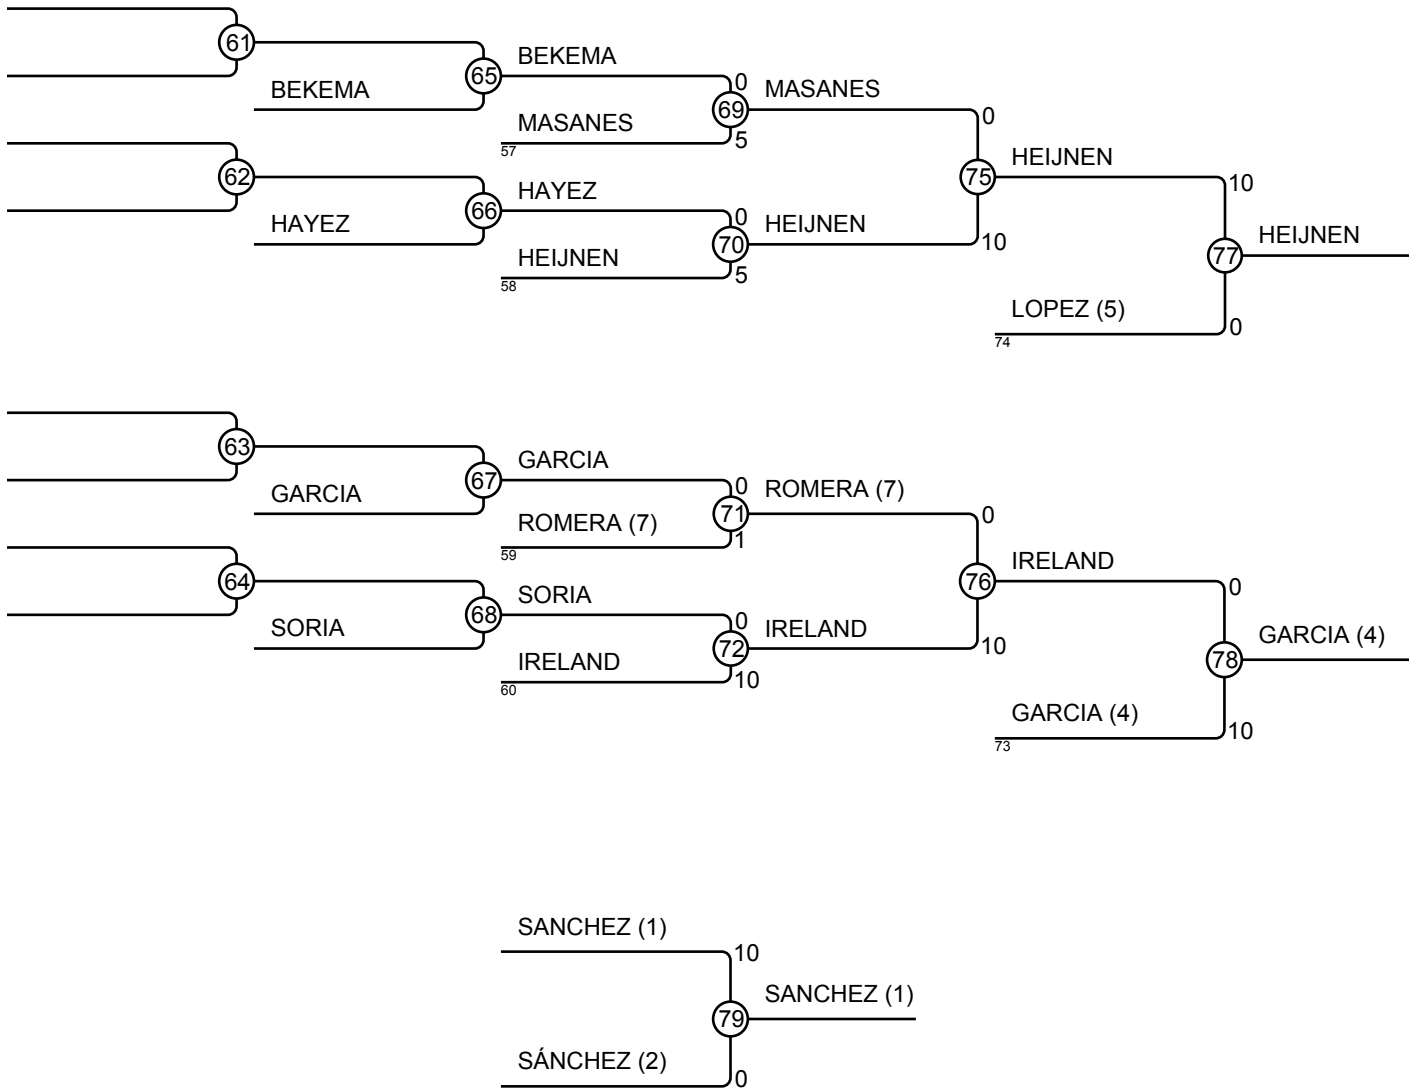 61
BEKEMA
65
BEKEMA
0
69
MASANES
57
5
MASANES
0
62
HAYEZ
66
HAYEZ
0
70
HEIJNEN
58
5
HEIJNEN
10
75
HEIJNEN
10
77
HEIJNEN
LOPEZ (5)
74
0
63
GARCIA
67
GARCIA
0
71
ROMERA (7)
59
1
ROMERA (7)
0
64
SORIA
68
SORIA
0
72
IRELAND
60
10
IRELAND
10
76
IRELAND
0
78
GARCIA (4)
GARCIA (4)
73
10
SANCHEZ (1)
10
79
SANCHEZ (1)
SÁNCHEZ (2)
0